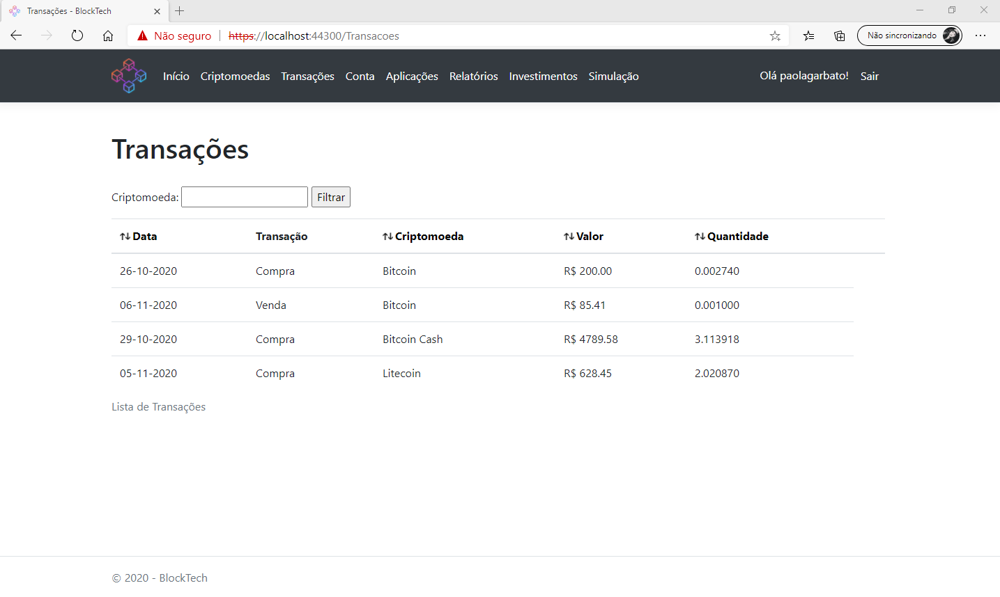 Transações - BlockTech
Não seguro https://localhost:44300/Transacoes Não sincronizando
Início Criptomoedas Transações Conta Aplicações Relatórios Investimentos Simulação Olá paolagarbato! Sair
Transações
Criptomoeda: Filtrar
Data Transação Criptomoeda Valor Quantidade
26-10-2020 Compra Bitcoin R$ 200.00 0.002740
06-11-2020 Venda Bitcoin R$ 85.41 0.001000
29-10-2020 Compra Bitcoin Cash R$ 4789.58 3.113918
05-11-2020 Compra Litecoin R$ 628.45 2.020870
Lista de Transações
© 2020 - BlockTech